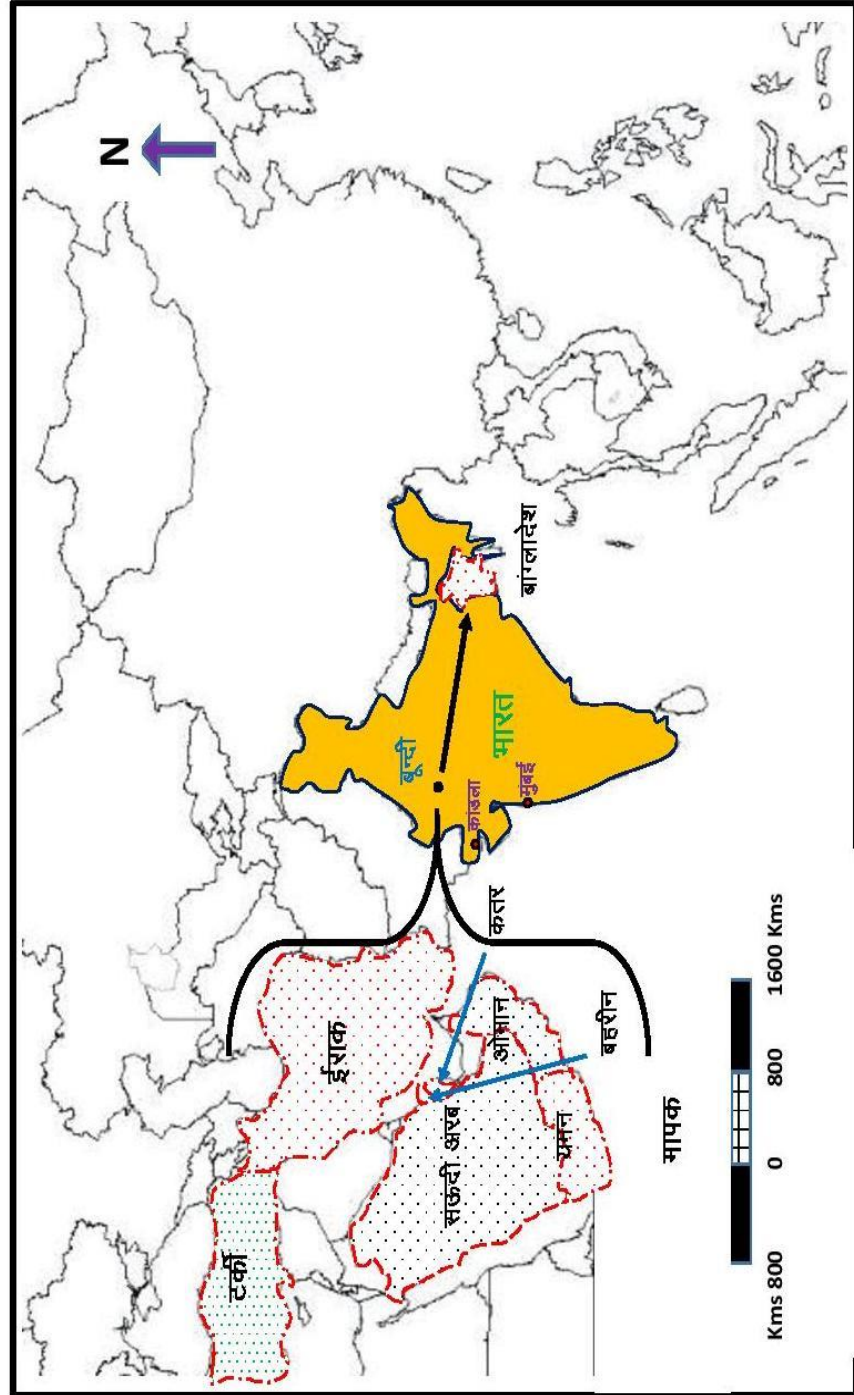 N
टर्की
ईराक
सऊदी अरब
ओमान
यमन
कतर
बहरीन
बून्दी
भारत
कांडला
मुंबई
बांग्लादेश
मापक
Kms 800 0 800 1600 Kms